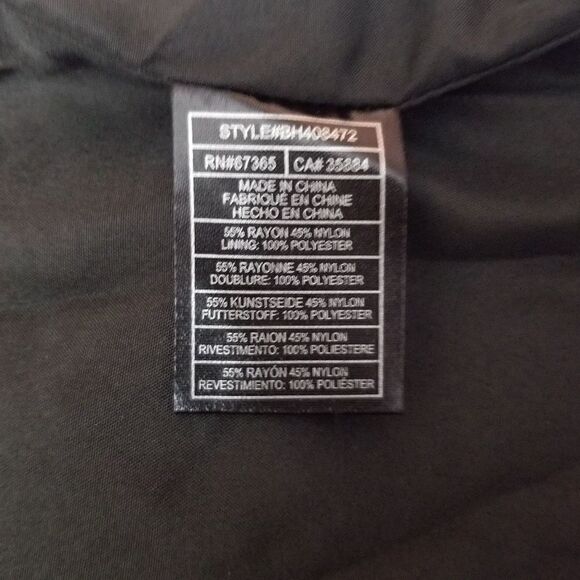 STYLE#BH408472
RN#67365 CA# 35884
MADE IN CHINA
FABRIQUÉ EN CHINE
HECHO EN CHINA
55% RAYON 45% NYLON
LINING: 100% POLYESTER
55% RAYONNE 45% NYLON
DOUBLURE: 100% POLYESTER
55% KUNSTSEIDE 45% NYLON
FUTTERSTOFF: 100% POLYESTER
55% RAION 45% NYLON
RIVESTIMENTO: 100% POLIESTERE
55% RAYÓN 45% NYLON
REVESTIMIENTO: 100% POLIÉSTER